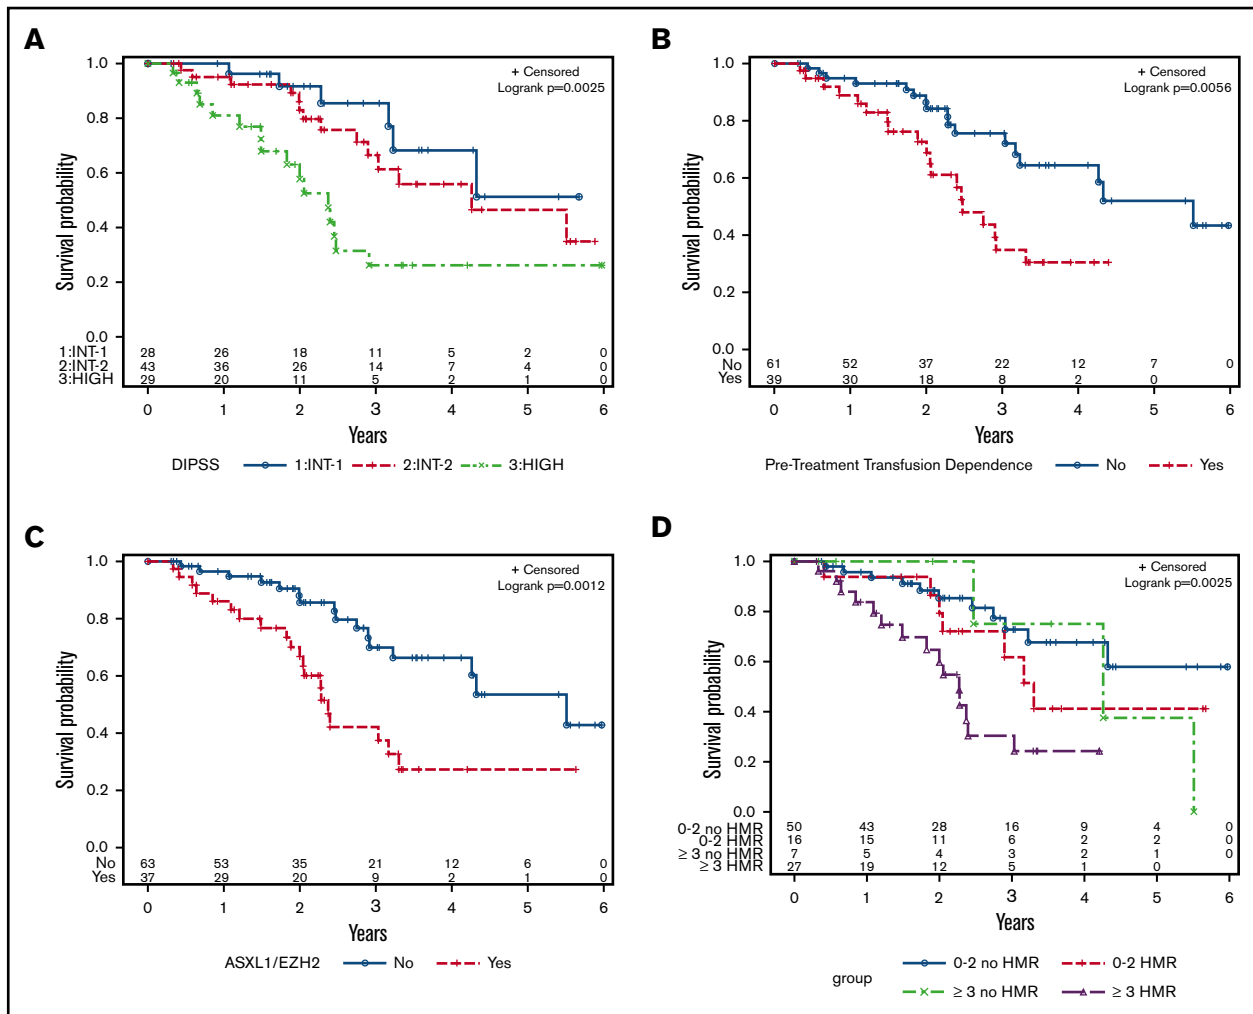 A
+ Censored
Logrank p=0.0025
Survival probability
1.0
0.8
0.6
0.4
0.2
0.0
1:INT-1 28 26 18 11 5 2 0
2:INT-2 43 36 26 14 7 4 0
3:HIGH 29 20 11 5 2 1 0
0 1 2 3 4 5 6
Years
DIPSS 1:INT-1 2:INT-2 3:HIGH
B
+ Censored
Logrank p=0.0056
Survival probability
1.0
0.8
0.6
0.4
0.2
0.0
No 61 52 37 22 12 7 0
Yes 39 30 18 8 2 0
0 1 2 3 4 5 6
Years
Pre-Treatment Transfusion Dependence No Yes
C
+ Censored
Logrank p=0.0012
Survival probability
1.0
0.8
0.6
0.4
0.2
0.0
No 63 53 35 21 12 6 0
Yes 37 29 20 9 2 1 0
0 1 2 3 4 5 6
Years
ASXL1/EZH2 No Yes
D
+ Censored
Logrank p=0.0025
Survival probability
1.0
0.8
0.6
0.4
0.2
0.0
0-2 no HMR 50 43 28 16 9 4 0
0-2 HMR 16 15 11 6 2 2 0
≥ 3 no HMR 7 5 4 3 2 1 0
≥ 3 HMR 27 19 12 5 1 0
0 1 2 3 4 5 6
Years
group 0-2 no HMR 0-2 HMR
≥ 3 no HMR ≥ 3 HMR